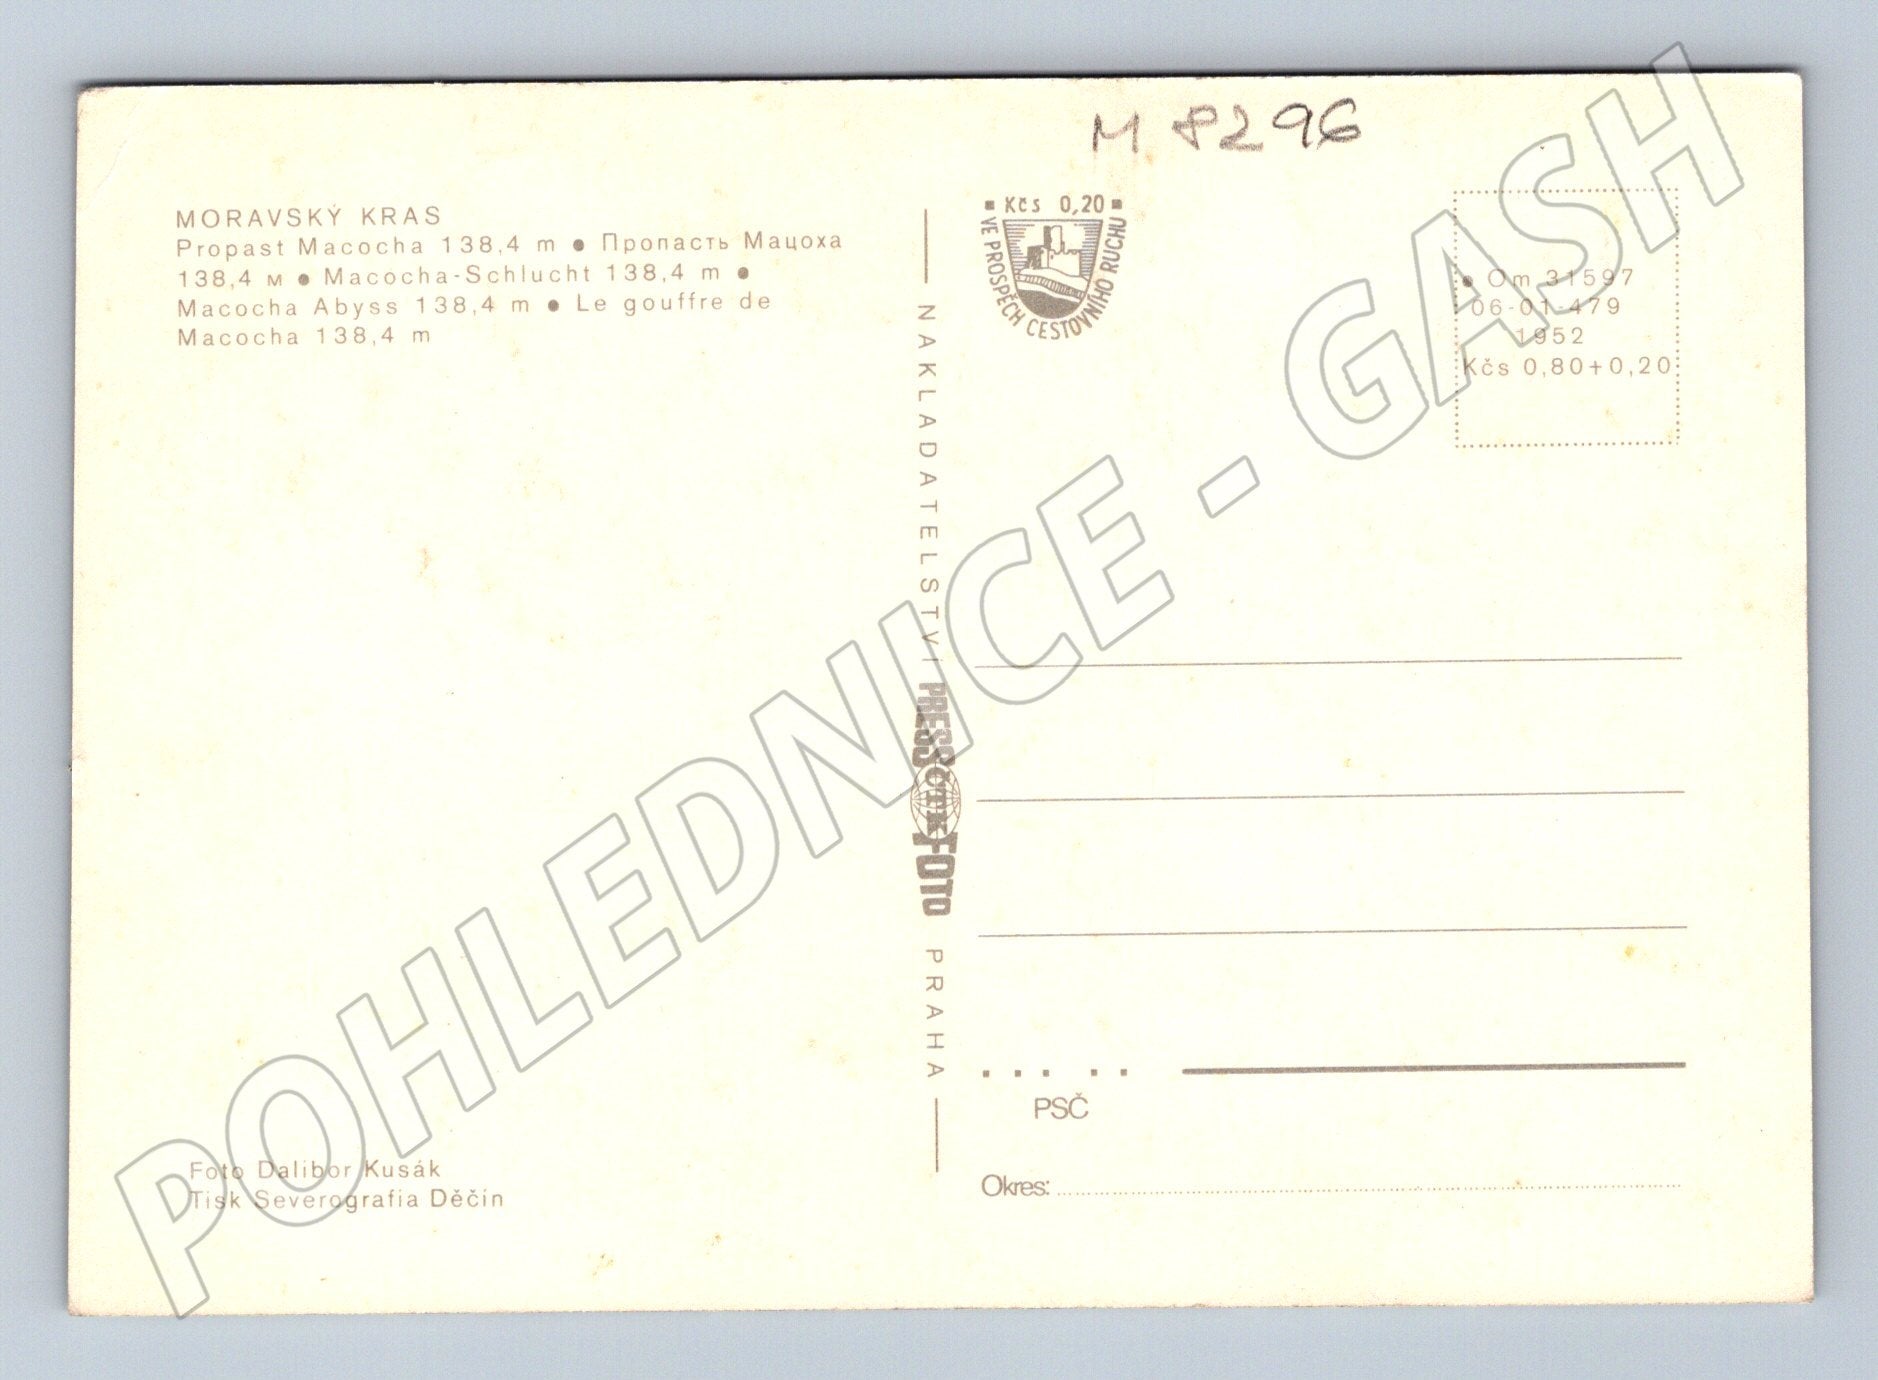 M 8296
MORAVSKÝ KRAS
Propast Macocha 138,4 m ● Пропасть Мацоха
138,4 м ● Macocha-Schlucht 138,4 m ●
Macocha Abyss 138,4 m ● Le gouffre de
Macocha 138,4 m
Foto Dalibor Kusák
Tisk Severografia Děčín
NAKLADATELSTVÍ PRESSFOTO PRAHA
ČTK
▪ Kčs 0,20 ▪
VE PROSPĚCH CESTOVNÍHO RUCHU
● Om 31597
06-01-479
1952
Kčs 0,80+0,20
PSČ
Okres:
POHLEDNICE - GASH